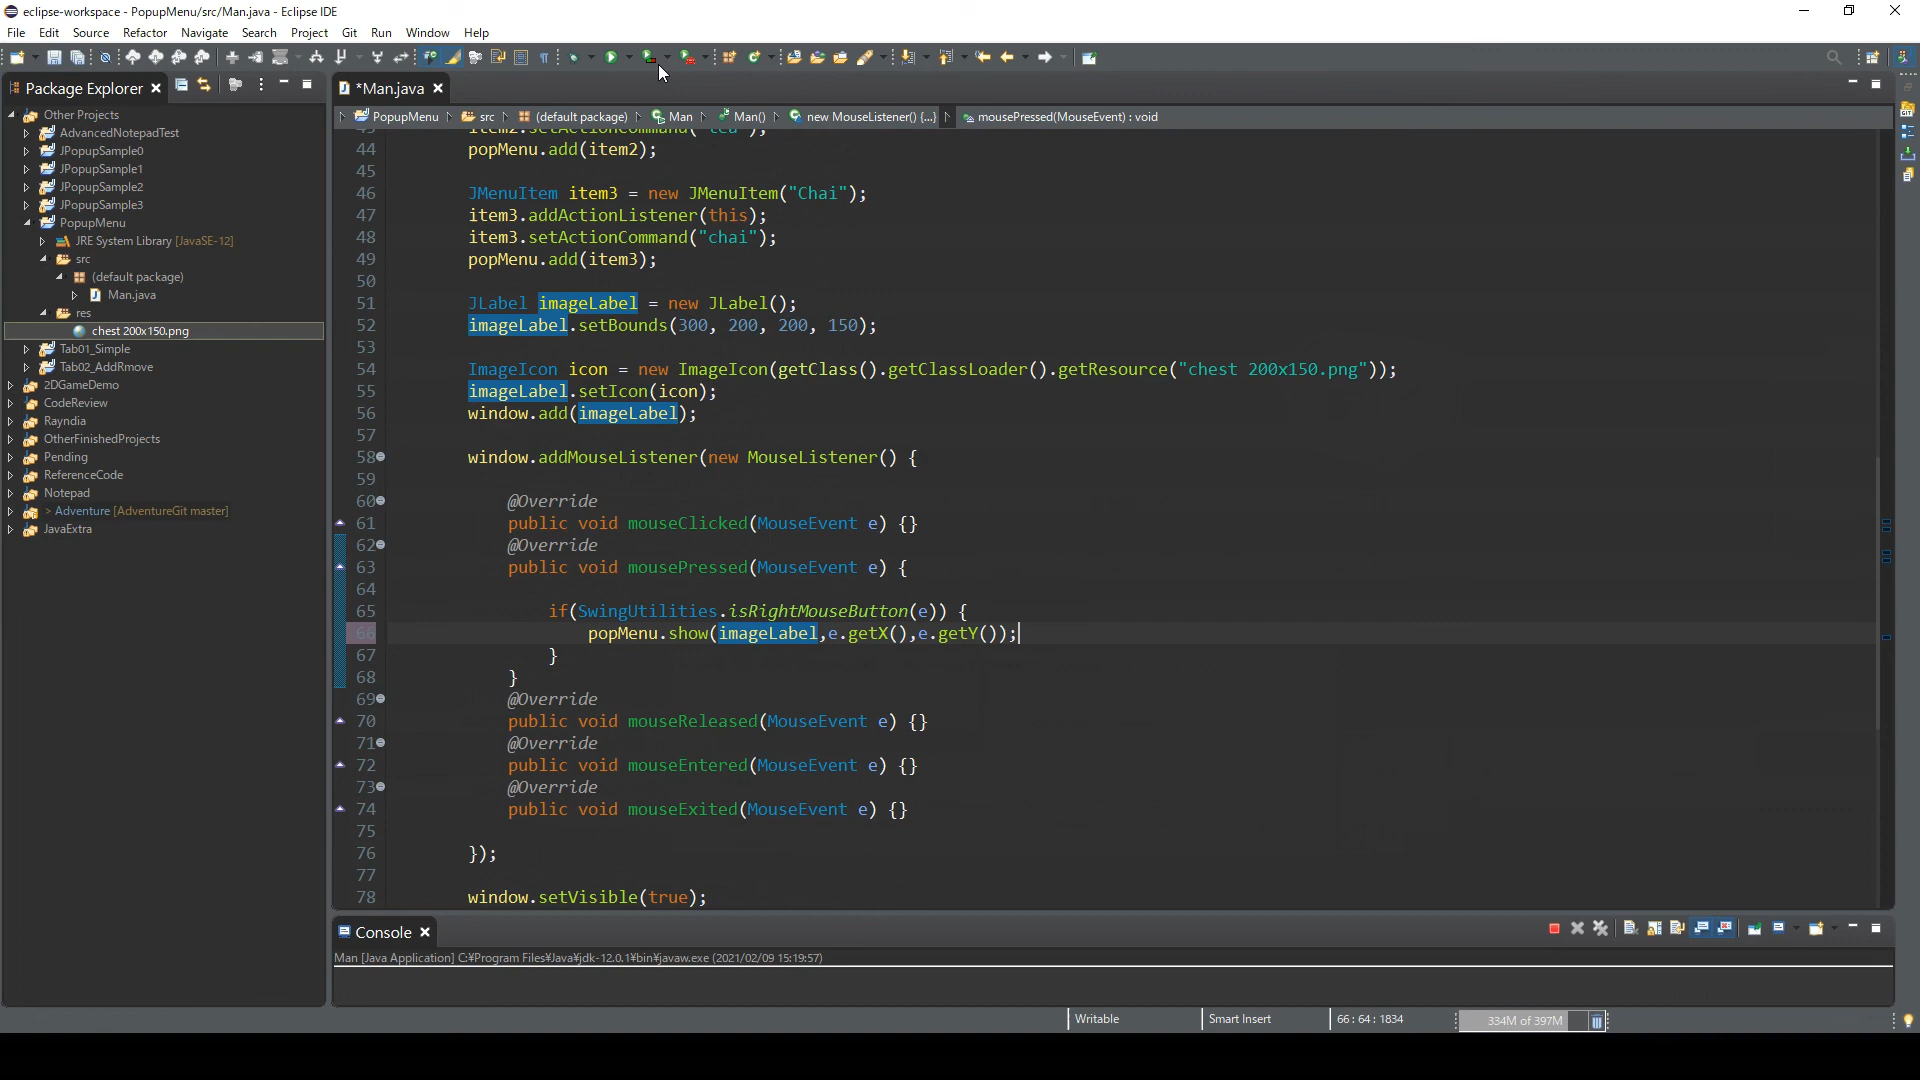 eclipse-workspace - PopupMenu/src/Man.java - Eclipse IDE
File Edit Source Refactor Navigate Search Project Git Run Window Help
Package Explorer
*Man.java
PopupMenu src (default package) Man Man() new MouseListener() {...} mousePressed(MouseEvent) : void
Other Projects
AdvancedNotepadTest
JPopupSample0
JPopupSample1
JPopupSample2
JPopupSample3
PopupMenu
JRE System Library [JavaSE-12]
src
(default package)
Man.java
res
chest 200x150.png
Tab01_Simple
Tab02_AddRmove
2DGameDemo
CodeReview
Rayndia
OtherFinishedProjects
Pending
ReferenceCode
Notepad
> Adventure [AdventureGit master]
JavaExtra
44 popMenu.add(item2);
45
46 JMenuItem item3 = new JMenuItem("Chai");
47 item3.addActionListener(this);
48 item3.setActionCommand("chai");
49 popMenu.add(item3);
50
51 JLabel imageLabel = new JLabel();
52 imageLabel.setBounds(300, 200, 200, 150);
53
54 ImageIcon icon = new ImageIcon(getClass().getClassLoader().getResource("chest 200x150.png"));
55 imageLabel.setIcon(icon);
56 window.add(imageLabel);
57
58 window.addMouseListener(new MouseListener() {
59
60 @Override
61 public void mouseClicked(MouseEvent e) {}
62 @Override
63 public void mousePressed(MouseEvent e) {
64
65 if(SwingUtilities.isRightMouseButton(e)) {
66 popMenu.show(imageLabel,e.getX(),e.getY());
67 }
68 }
69 @Override
70 public void mouseReleased(MouseEvent e) {}
71 @Override
72 public void mouseEntered(MouseEvent e) {}
73 @Override
74 public void mouseExited(MouseEvent e) {}
75
76 });
77
78 window.setVisible(true);
Console
Man [Java Application] C:¥Program Files¥Java¥jdk-12.0.1¥bin¥javaw.exe (2021/02/09 15:19:57)
Writable Smart Insert 66 : 64 : 1834 334M of 397M